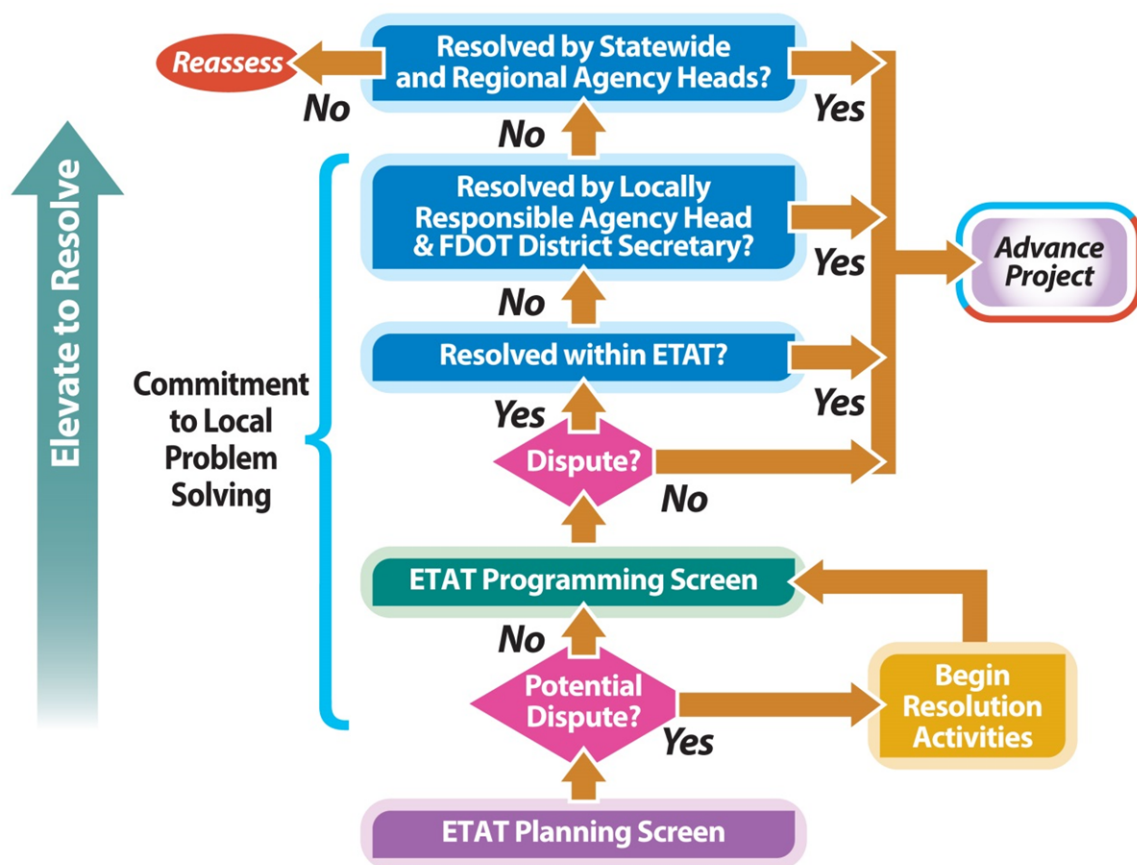 Reassess
Resolved by Statewide
and Regional Agency Heads?
No
Yes
No
Elevate to Resolve
Resolved by Locally
Responsible Agency Head
& FDOT District Secretary?
Yes
Advance
Project
No
Resolved within ETAT?
Commitment
to Local
Problem
Solving
Yes
Yes
Dispute?
No
ETAT Programming Screen
No
Potential
Dispute?
Yes
Begin
Resolution
Activities
ETAT Planning Screen